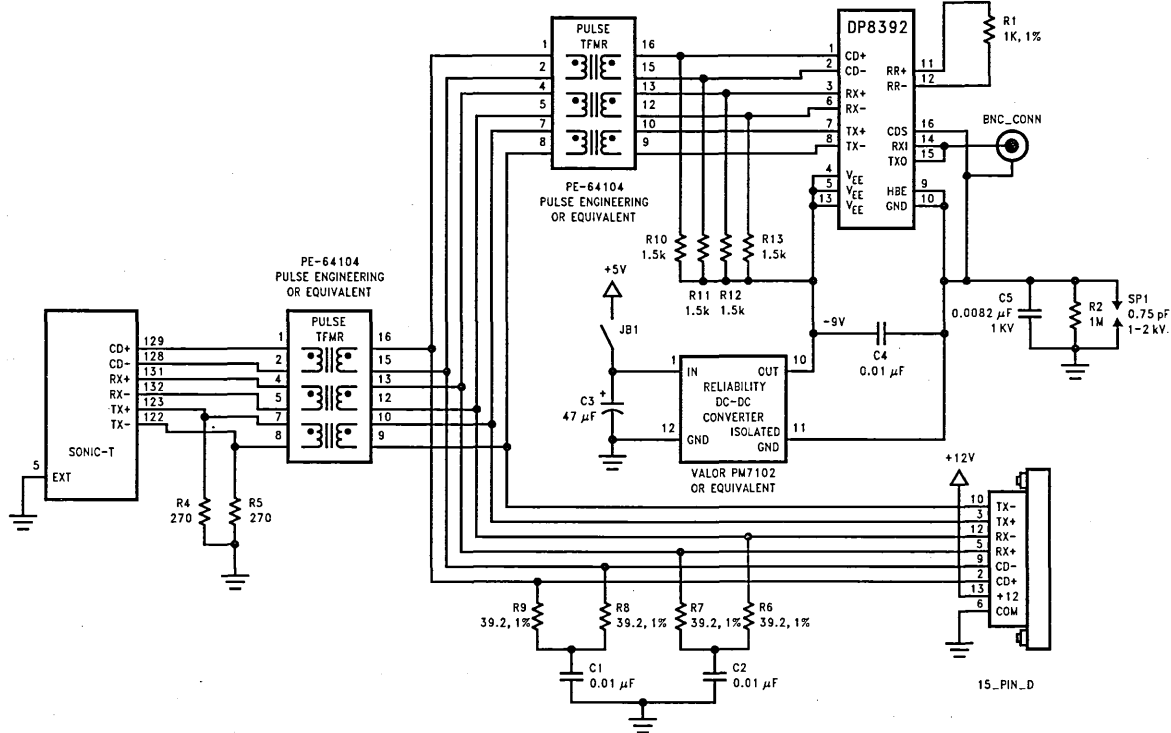 PULSE
TFMR
1
2
4
5
7
8
16
15
13
12
10
9
PE-64104
PULSE ENGINEERING
OR EQUIVALENT
DP8392
1 CD+
2 CD-
3 RX+
6 RX-
7 TX+
8 TX-
4 VEE
5 VEE
13 VEE
RR+ 11
RR- 12
CDS 16
RXI 14
TXO 15
HBE 9
GND 10
R1
1K, 1%
BNC_CONN
R10
1.5k
R11
1.5k
R12
1.5k
R13
1.5k
PE-64104
PULSE ENGINEERING
OR EQUIVALENT
PULSE
TFMR
1
2
4
5
7
8
16
15
13
12
10
9
CD+ 129
CD- 128
RX+ 131
RX- 132
TX+ 123
TX- 122
SONIC-T
5 EXT
R4
270
R5
270
+5V
JB1
C3 +
47 μF
-9V
C4
0.01 μF
1 IN
OUT 10
RELIABILITY
DC-DC
CONVERTER
12 GND
ISOLATED
GND
11
VALOR PM7102
OR EQUIVALENT
C5
0.0082 μF
1 KV
R2
1M
SP1
0.75 pF
1-2 kV.
+12V
10 TX-
3 TX+
12 RX-
5 RX+
9 CD-
2 CD+
13 +12
6 COM
15_PIN_D
R9
39.2, 1%
R8
39.2, 1%
R7
39.2, 1%
R6
39.2, 1%
C1
0.01 μF
C2
0.01 μF